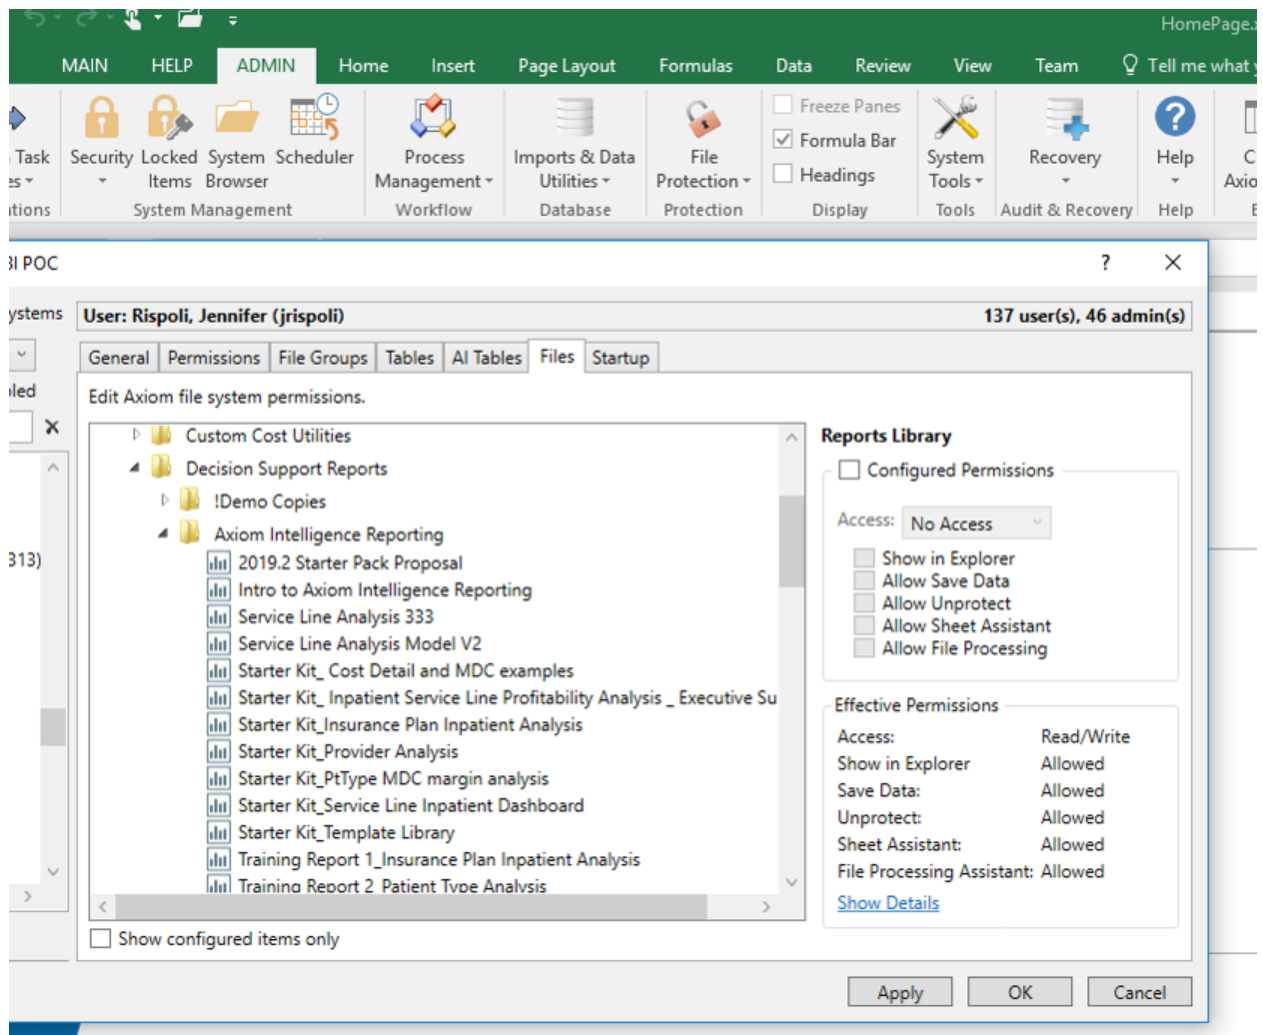 HomePage.x
MAIN HELP ADMIN Home Insert Page Layout Formulas Data Review View Team Tell me what y
Task
es
tions
Security
Locked
Items
System
Browser
Scheduler
System Management
Process
Management
Workflow
Imports & Data
Utilities
Database
File
Protection
Protection
Freeze Panes
Formula Bar
Headings
Display
System
Tools
Tools
Recovery
Audit & Recovery
Help
Help
C
Axio
E
BI POC
? X
ystems
oled
313)
User: Rispoli, Jennifer (jrispoli) 137 user(s), 46 admin(s)
General Permissions File Groups Tables AI Tables Files Startup
Edit Axiom file system permissions.
Custom Cost Utilities
Decision Support Reports
!Demo Copies
Axiom Intelligence Reporting
2019.2 Starter Pack Proposal
Intro to Axiom Intelligence Reporting
Service Line Analysis 333
Service Line Analysis Model V2
Starter Kit_ Cost Detail and MDC examples
Starter Kit_ Inpatient Service Line Profitability Analysis _ Executive Su
Starter Kit_Insurance Plan Inpatient Analysis
Starter Kit_Provider Analysis
Starter Kit_PtType MDC margin analysis
Starter Kit_Service Line Inpatient Dashboard
Starter Kit_Template Library
Training Report 1_Insurance Plan Inpatient Analysis
Training Report 2_Patient Type Analysis
Show configured items only
Reports Library
Configured Permissions
Access: No Access
Show in Explorer
Allow Save Data
Allow Unprotect
Allow Sheet Assistant
Allow File Processing
Effective Permissions
Access: Read/Write
Show in Explorer Allowed
Save Data: Allowed
Unprotect: Allowed
Sheet Assistant: Allowed
File Processing Assistant: Allowed
Show Details
Apply OK Cancel